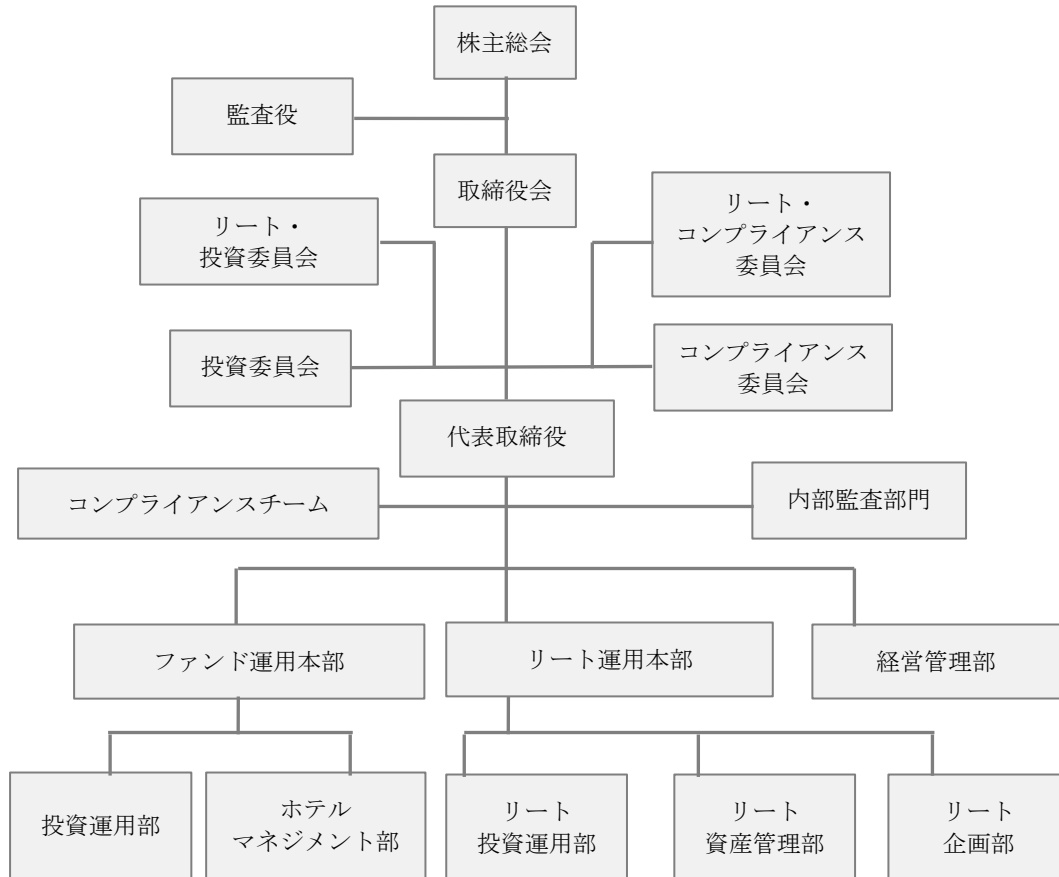 株主総会
監査役
取締役会
リート・
投資委員会
リート・
コンプライアンス
委員会
投資委員会
コンプライアンス
委員会
代表取締役
コンプライアンスチーム
内部監査部門
ファンド運用本部
リート運用本部
経営管理部
投資運用部
ホテル
マネジメント部
リート
投資運用部
リート
資産管理部
リート
企画部